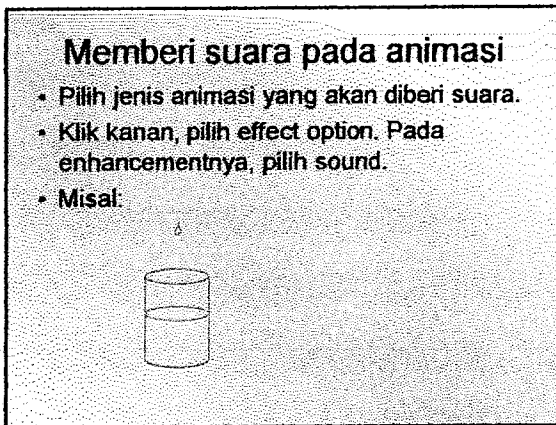 Memberi suara pada animasi
• Pilih jenis animasi yang akan diberi suara.
• Klik kanan, pilih effect option. Pada
enhancementnya, pilih sound.
• Misal: